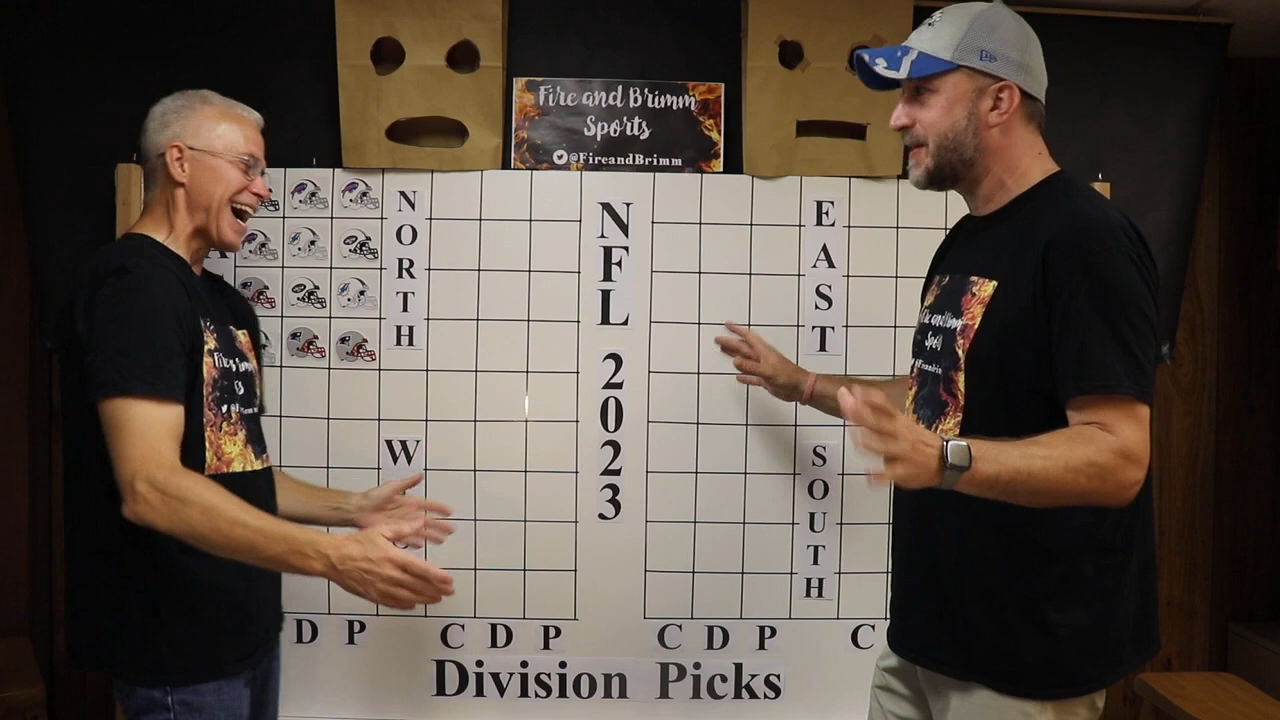 Fire and Brimm
Sports
@FireandBrimm
NORTH
NFL
2023
EAST
W
SOUTH
D P
C D P
C D P
C
Division Picks